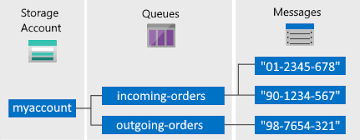 Storage
Account
Queues
Messages
myaccount
incoming-orders
outgoing-orders
"01-2345-678"
"90-1234-567"
"98-7654-321"